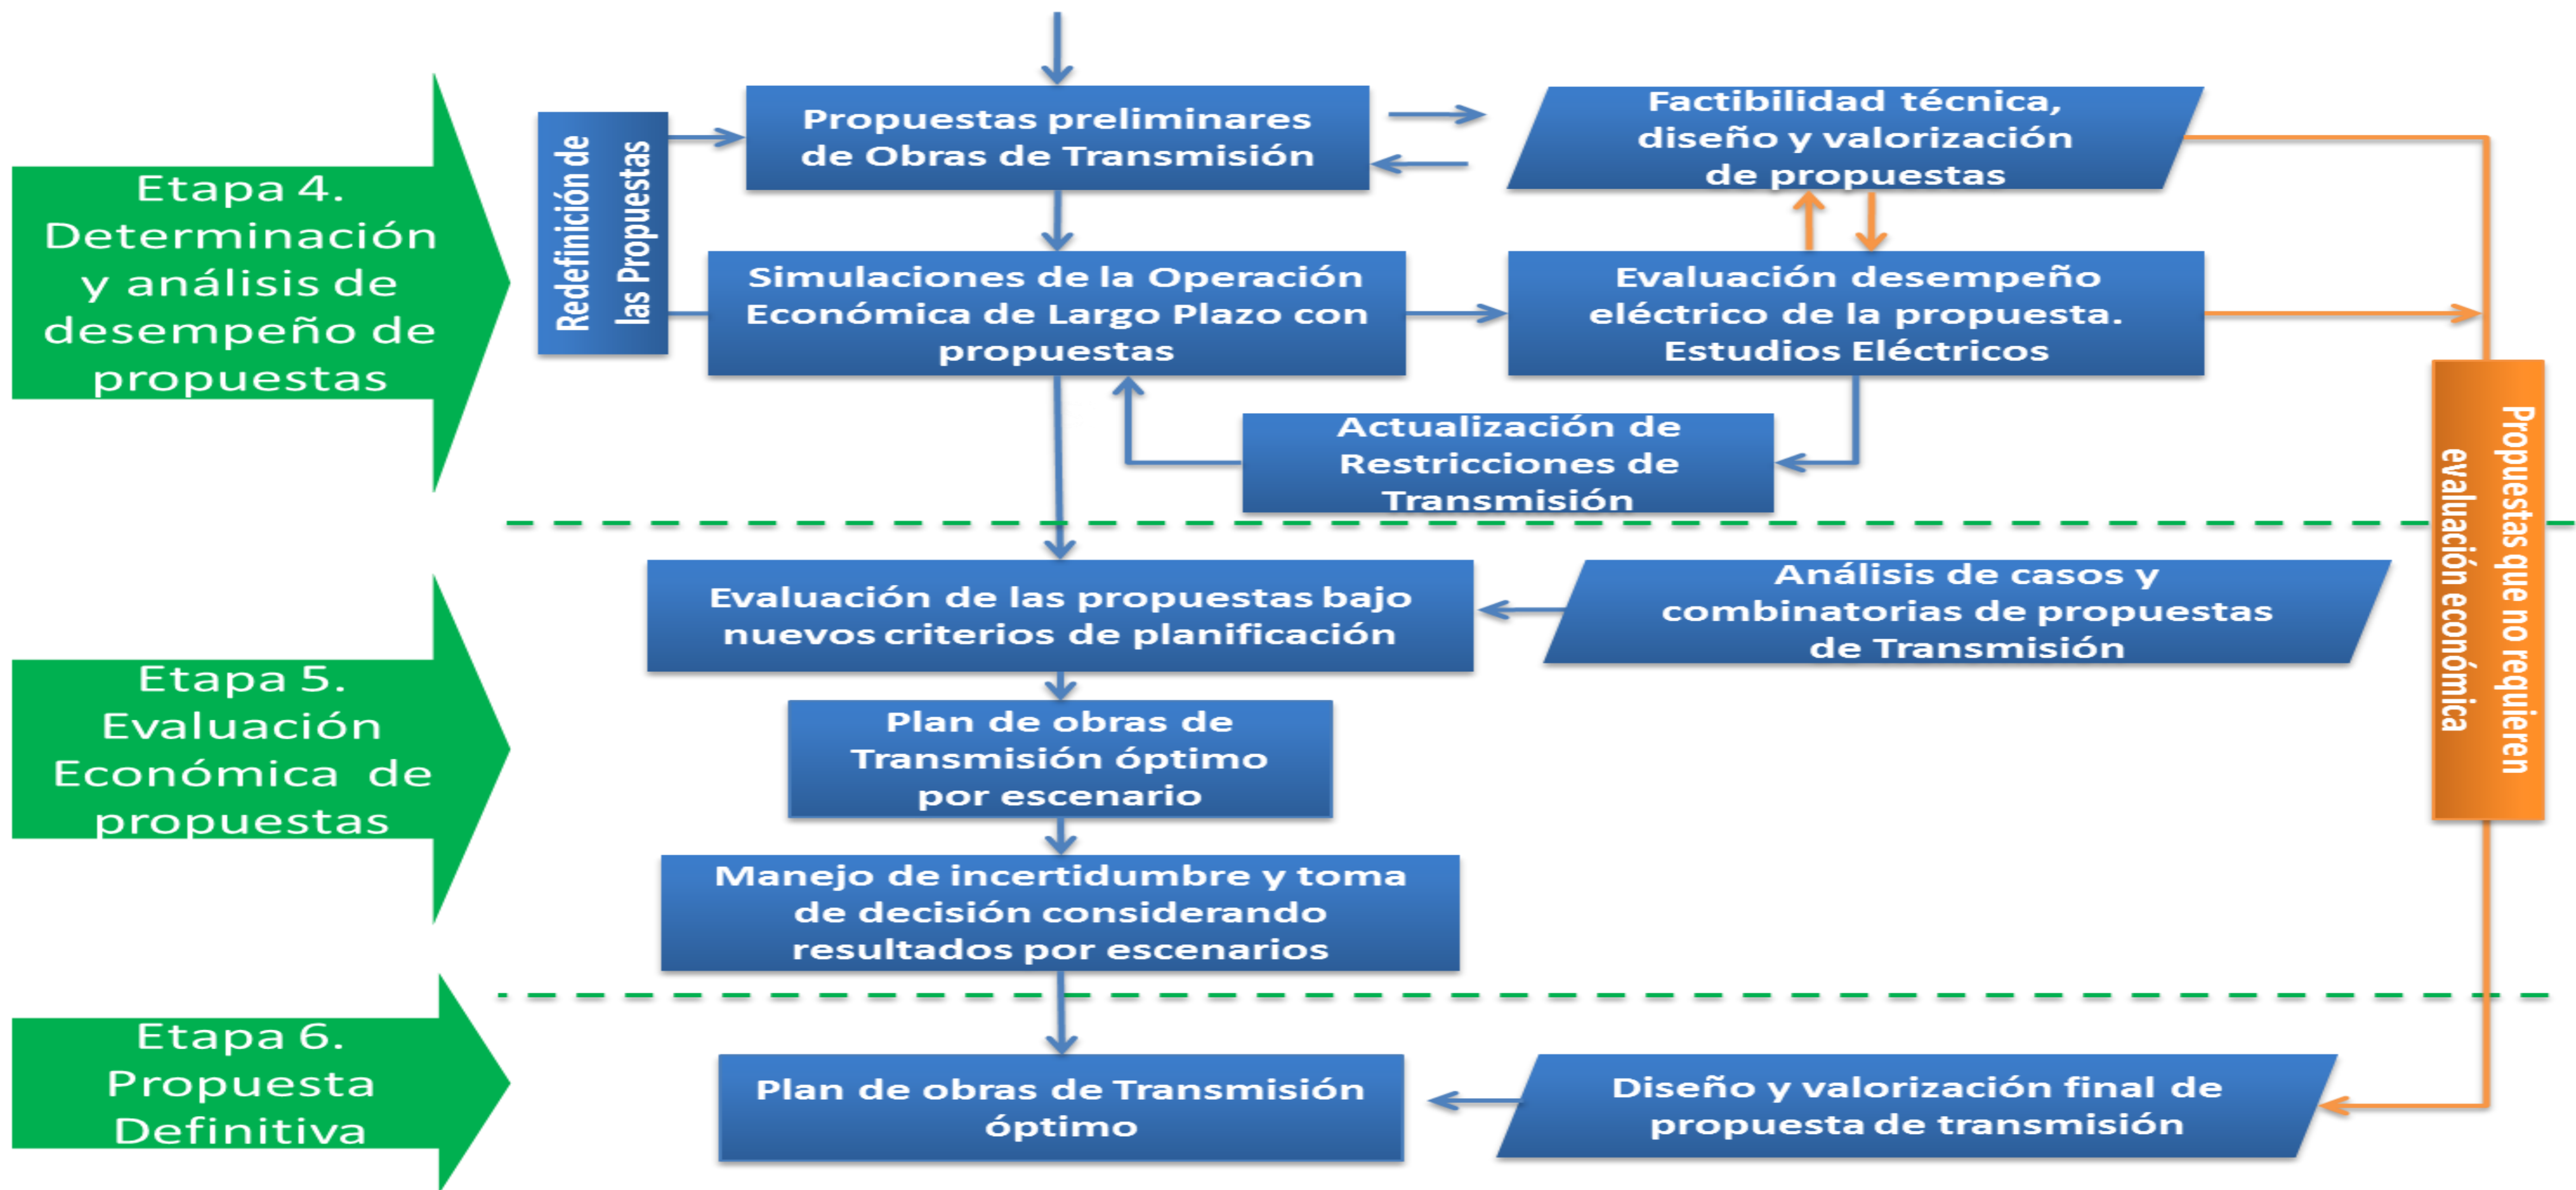 Etapa 4.
Determinación
y análisis de
desempeño de
propuestas
Redefinición de
las Propuestas
Propuestas preliminares
de Obras de Transmisión
Factibilidad técnica,
diseño y valorización
de propuestas
Simulaciones de la Operación
Económica de Largo Plazo con
propuestas
Evaluación desempeño
eléctrico de la propuesta.
Estudios Eléctricos
Actualización de
Restricciones de
Transmisión
Propuestas que no requieren
evaluación económica
Etapa 5.
Evaluación
Económica de
propuestas
Evaluación de las propuestas bajo
nuevos criterios de planificación
Análisis de casos y
combinatorias de propuestas
de Transmisión
Plan de obras de
Transmisión óptimo
por escenario
Manejo de incertidumbre y toma
de decisión considerando
resultados por escenarios
Etapa 6.
Propuesta
Definitiva
Plan de obras de Transmisión
óptimo
Diseño y valorización final de
propuesta de transmisión